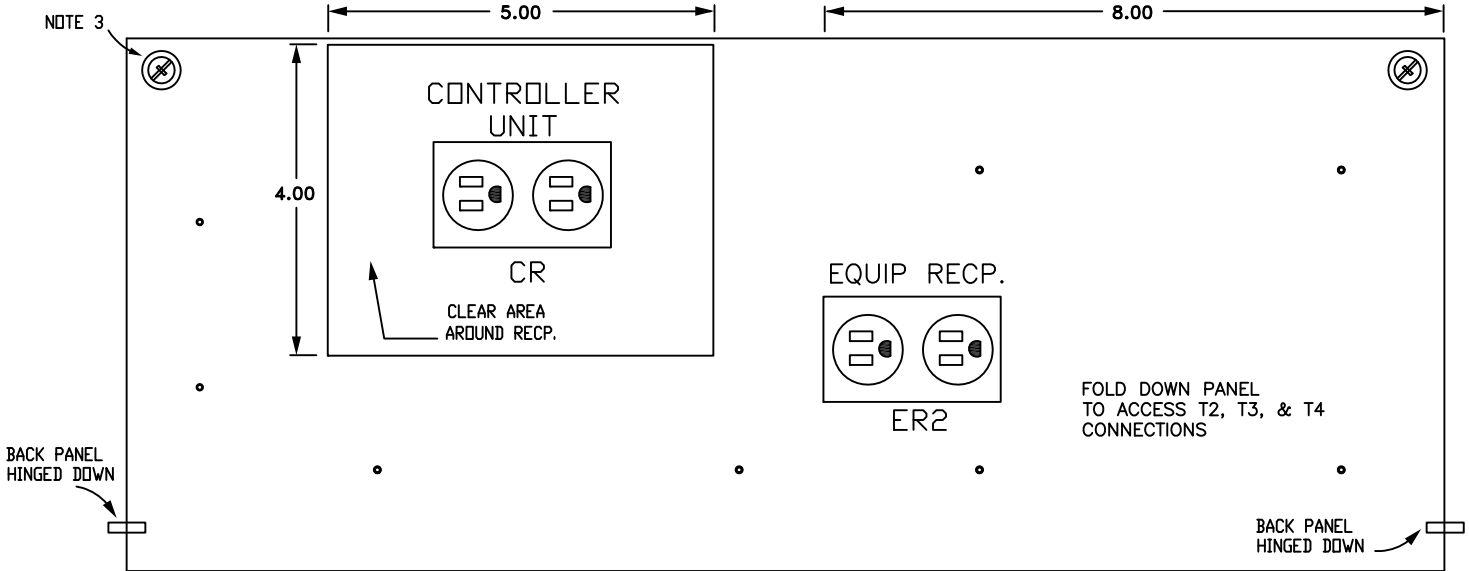 NOTE 3
5.00
8.00
CONTROLLER
UNIT
4.00
CR
CLEAR AREA
AROUND RECP.
EQUIP RECP.
ER2
FOLD DOWN PANEL
TO ACCESS T2, T3, & T4
CONNECTIONS
BACK PANEL
HINGED DOWN
BACK PANEL
HINGED DOWN